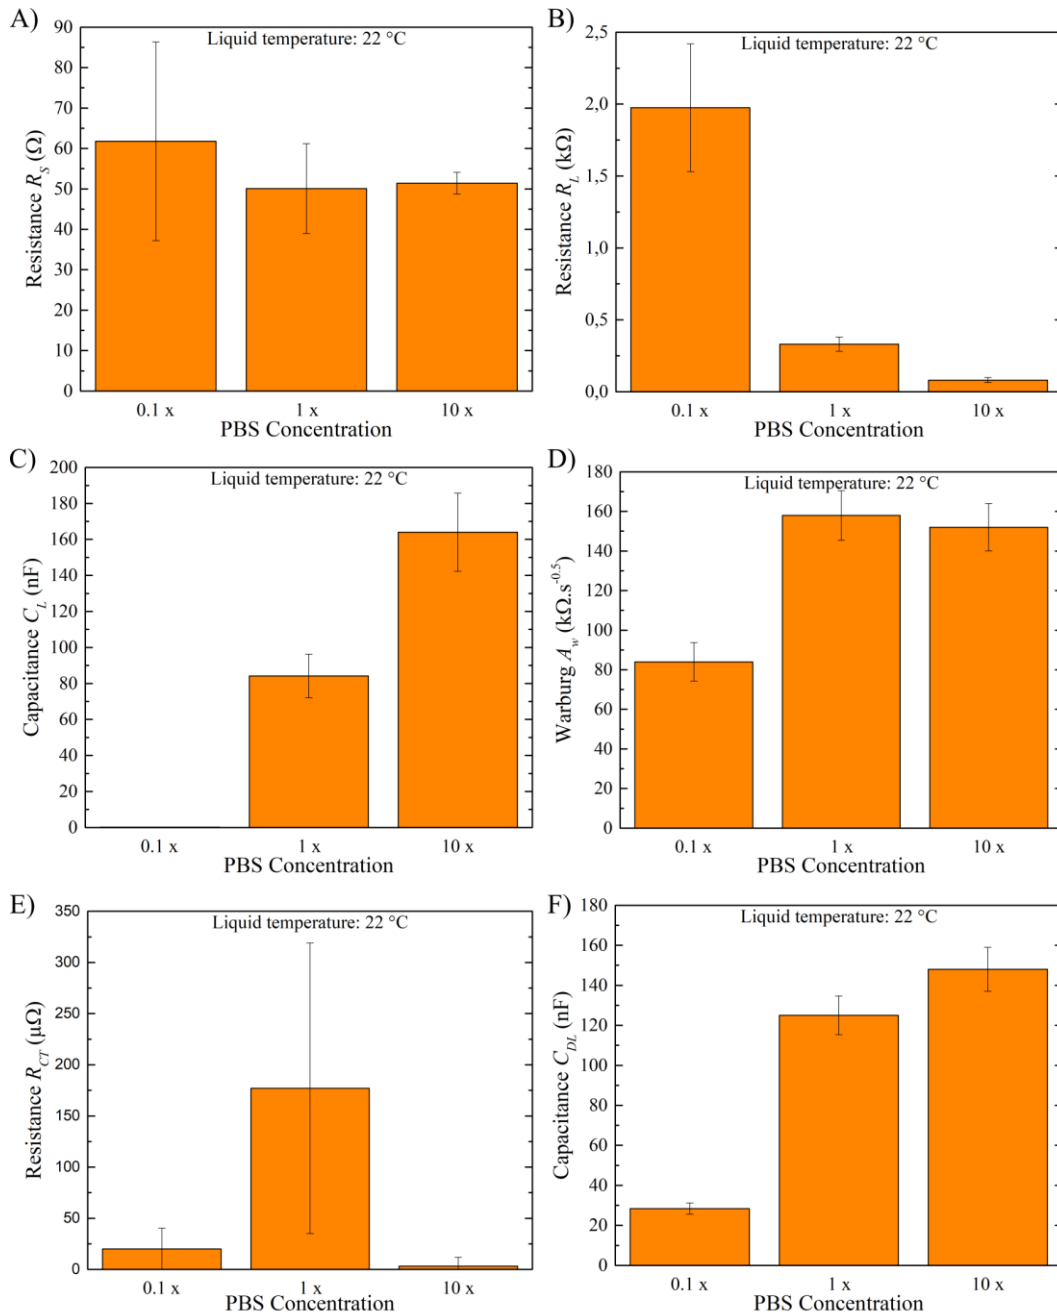 A)
Liquid temperature: 22 °C
90
80
70
60
50
40
30
20
10
0
Resistance R_S (Ω)
0.1 x 1 x 10 x
PBS Concentration
B)
Liquid temperature: 22 °C
2,5
2,0
1,5
1,0
0,5
0,0
Resistance R_L (kΩ)
0.1 x 1 x 10 x
PBS Concentration
C)
Liquid temperature: 22 °C
200
180
160
140
120
100
80
60
40
20
0
Capacitance C_L (nF)
0.1 x 1 x 10 x
PBS Concentration
D)
Liquid temperature: 22 °C
180
160
140
120
100
80
60
40
20
0
Warburg A_w (kΩ.s^-0.5)
0.1 x 1 x 10 x
PBS Concentration
E)
Liquid temperature: 22 °C
350
300
250
200
150
100
50
0
Resistance R_CT (μΩ)
0.1 x 1 x 10 x
PBS Concentration
F)
Liquid temperature: 22 °C
180
160
140
120
100
80
60
40
20
0
Capacitance C_DL (nF)
0.1 x 1 x 10 x
PBS Concentration